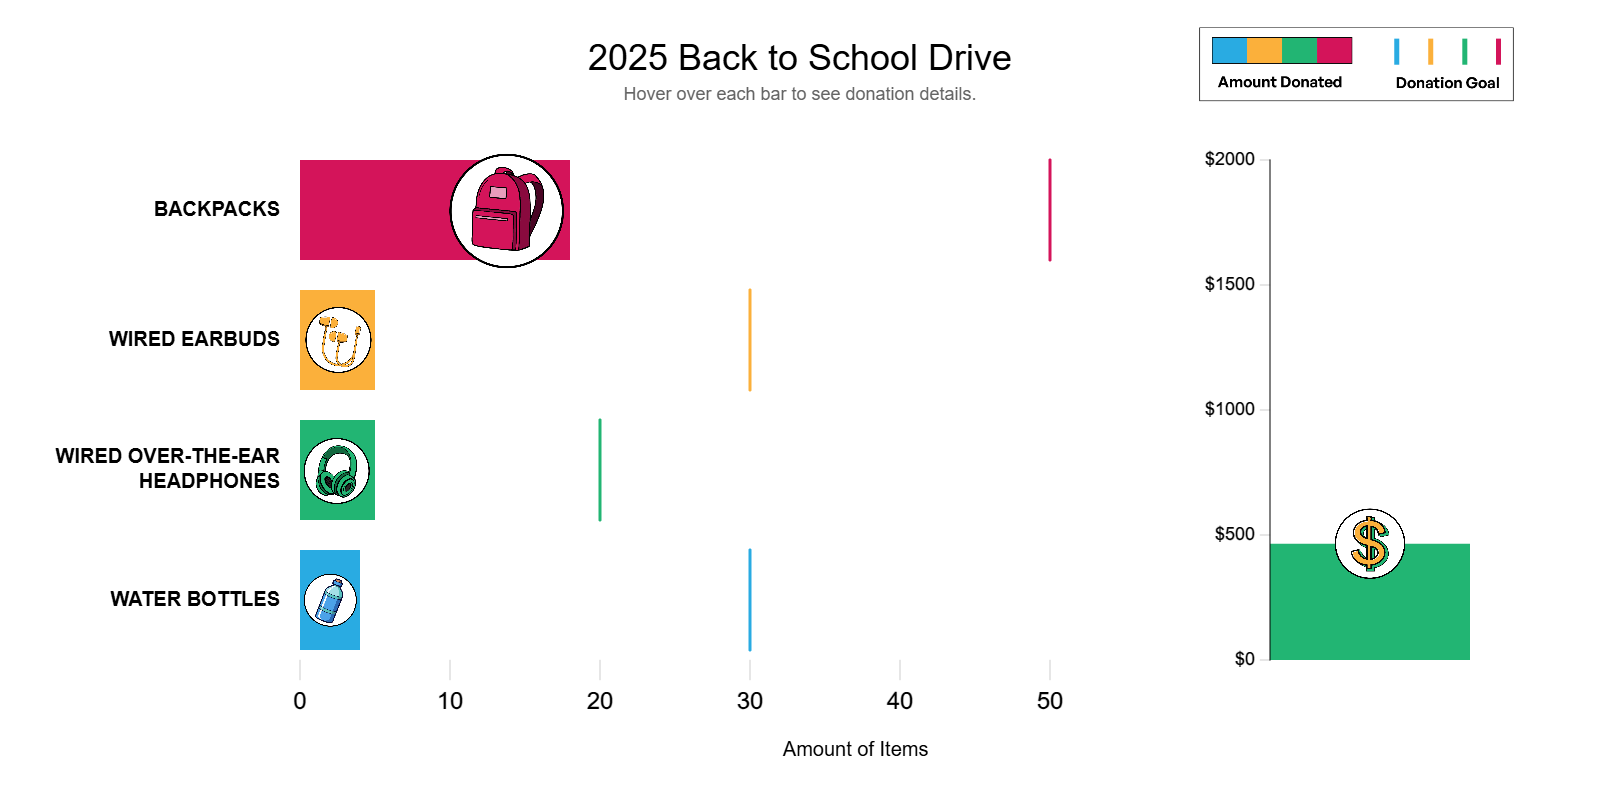 2025 Back to School Drive
Hover over each bar to see donation details.
Amount Donated
Donation Goal
BACKPACKS
WIRED EARBUDS
WIRED OVER-THE-EAR
HEADPHONES
WATER BOTTLES
0
10
20
30
40
50
Amount of Items
$2000
$1500
$1000
$500
$0
$